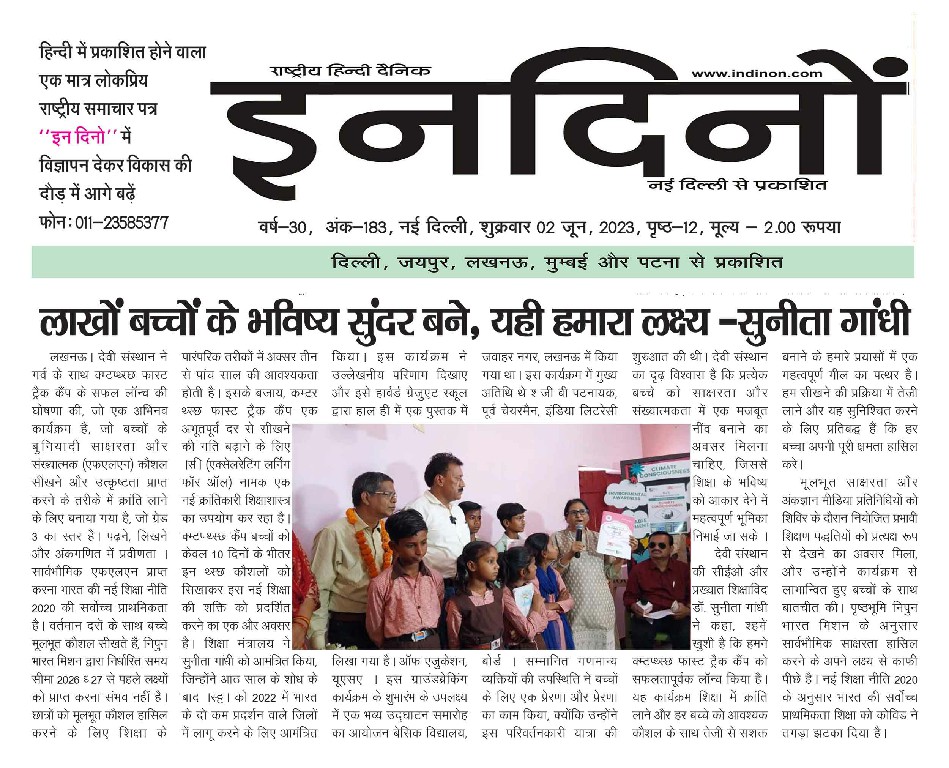 हिन्दी में प्रकाशित होने वाला
एक मात्र लोकप्रिय
राष्ट्रीय समाचार पत्र
‘‘इन दिनो’’ में
विज्ञापन देकर विकास की
दौड़ में आगे बढ़ें
फोन: 011-23585377
राष्ट्रीय हिन्दी दैनिक
www.indinon.com
इनदिनों
नई दिल्ली से प्रकाशित
वर्ष-30, अंक-183, नई दिल्ली, शुक्रवार 02 जून, 2023, पृष्ठ-12, मूल्य - 2.00 रूपया
दिल्ली, जयपुर, लखनऊ, मुम्बई और पटना से प्रकाशित
लाखों बच्चों के भविष्य सुंदर बने, यही हमारा लक्ष्य -सुनीता गांधी
लखनऊ। देवी संस्थान ने
गर्व के साथ क्ण्टध्थ्स्छ फास्ट
ट्रैक कैंप के सफल लॉन्च की
घोषणा की, जो एक अभिनव
कार्यक्रम है, जो बच्चों के
बुनियादी साक्षरता और
संख्यात्मक (एफएलएन) कौशल
सीखने और उत्कृष्टता प्राप्त
करने के तरीके में क्रांति लाने
के लिए बनाया गया है, जो ग्रेड
3 का स्तर है। पढ़ने, लिखने
और अंकगणित में प्रवीणता ।
सार्वभौमिक एफएलएन प्राप्त
करना भारत की नई शिक्षा नीति
2020 की सर्वोच्च प्राथमिकता
है। वर्तमान दरों के साथ बच्चे
मूलभूत कौशल सीखते हैं, निपुन
भारत मिशन द्वारा निर्धारित समय
सीमा 2026 &27 से पहले लक्ष्यों
को प्राप्त करना संभव नहीं है।
छात्रों को मूलभूत कौशल हासिल
करने के लिए शिक्षा के
पारंपरिक तरीकों में अक्सर तीन
से पांच साल की आवश्यकता
होती है। इसके बजाय, कम्टर
थ्स्छ फास्ट ट्रैक कैंप एक
अभूतपूर्व दर से सीखने
की गति बढ़ाने के लिए
।सी (एक्सेलरेटिंग लर्निंग
फॉर ऑल) नामक एक
नई क्रांतिकारी शिक्षाशास्त्र
का उपयोग कर रहा है।
क्म्टप्थ्स्छ कैंप बच्चों को
केवल 10 दिनों के भीतर
इन थ्स्छ कौशलों को
सिखाकर इस नई शिक्षा
की शक्ति को प्रदर्शित
करने का एक और अवसर
है। शिक्षा मंत्रालय ने
सुनीता गांधी को आमंत्रित किया,
जिन्होंने आठ साल के शोध के
बाद को 2022 में भारत
के दो कम प्रदर्शन वाले जिलों
में लागू करने के लिए आमंत्रित
किया। इस कार्यक्रम ने
उल्लेखनीय परिणाम दिखाए
और इसे हार्वर्ड ग्रेजुएट स्कूल
द्वारा हाल ही में एक पुस्तक में
लिखा गया है। ऑफ एजुकेशन,
यूएसए । इस ग्राउंडब्रेकिंग
कार्यक्रम के शुभारंभ के उपलक्ष्य
में एक भव्य उद्घाटन समारोह
का आयोजन बेसिक विद्यालय,
जवाहर नगर, लखनऊ में किया
गया था। इस कार्यक्रम में मुख्य
अतिथि थे श्र जी बी पटनायक,
पूर्व चेयरमैन, इंडिया लिटरेसी
बोर्ड । सम्मानित गणमान्य
व्यक्तियों की उपस्थिति ने बच्चों
के लिए एक प्रेरणा और प्रेरणा
का काम किया, क्योंकि उन्होंने
इस परिवर्तनकारी यात्रा की
शुरुआत की थी। देवी संस्थान
का दृढ़ विश्वास है कि प्रत्येक
बच्चे को साक्षरता और
संख्यात्मकता में एक मजबूत
नींव बनाने का
अवसर मिलना
चाहिए, जिससे
शिक्षा के भविष्य
को आकार देने में
महत्वपूर्ण भूमिका
निभाई जा सके ।
देवी संस्थान
की सीईओ और
प्रख्यात शिक्षाविद
डॉ. सुनीता गांधी
ने कहा, श्हमें
खुशी है कि हमने
क्म्टप्थ्स्छ फास्ट ट्रैक कैंप को
सफलतापूर्वक लॉन्च किया है।
यह कार्यक्रम शिक्षा में क्रांति
लाने और हर बच्चे को आवश्यक
कौशल के साथ तेजी से सशक्त
बनाने के हमारे प्रयासों में एक
महत्वपूर्ण मील का पत्थर है।
हम सीखने की प्रक्रिया में तेजी
लाने और यह सुनिश्चित करने
के लिए प्रतिबद्ध हैं कि हर
बच्चा अपनी पूरी क्षमता हासिल
करे।
मूलभूत साक्षरता और
अंकज्ञान मीडिया प्रतिनिधियों को
शिविर के दौरान नियोजित प्रभावी
शिक्षण पद्धतियों को प्रत्यक्ष रूप
से देखने का अवसर मिला,
और उन्होंने कार्यक्रम से
लाभान्वित हुए बच्चों के साथ
बातचीत की। पृष्ठभूमि निपुन
भारत मिशन के अनुसार
सार्वभौमिक साक्षरता हासिल
करने के अपने लक्ष्य से काफी
पीछे है। नई शिक्षा नीति 2020
के अनुसार भारत की सर्वोच्च
प्राथमिकता शिक्षा को कोविड ने
तगड़ा झटका दिया है।
CLIMATE
CONSCIOUSNESS
ENVIRONMENTAL
AWARENESS